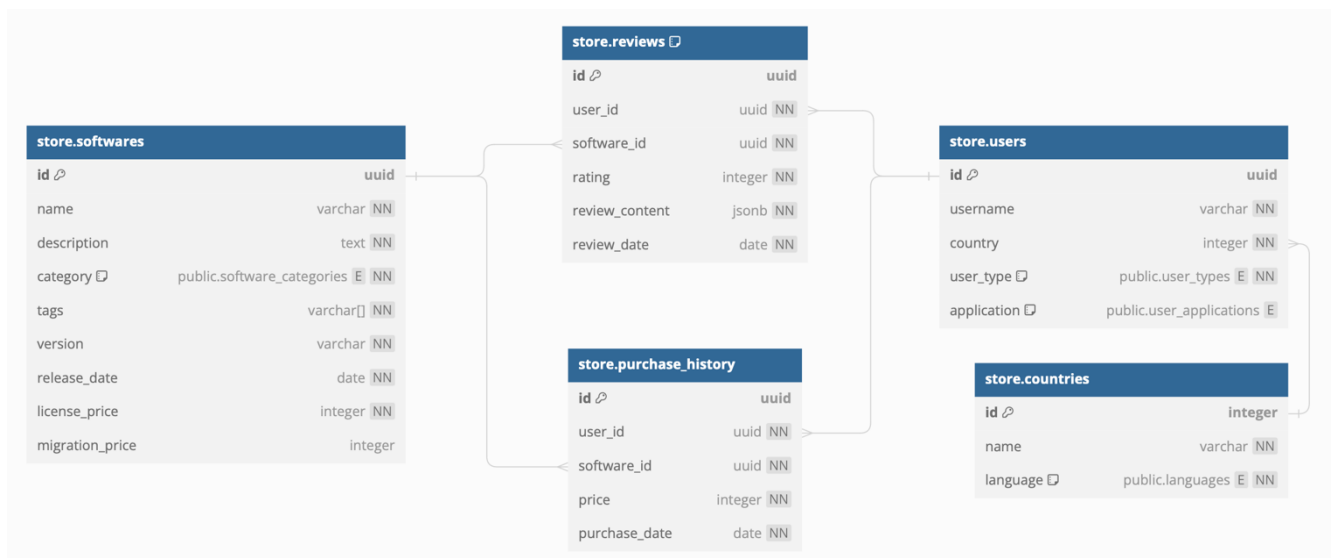 store.reviews
id uuid
user_id uuid NN
software_id uuid NN
rating integer NN
review_content jsonb NN
review_date date NN
store.softwares
id uuid
name varchar NN
description text NN
category public.software_categories E NN
tags varchar[] NN
version varchar NN
release_date date NN
license_price integer NN
migration_price integer
store.users
id uuid
username varchar NN
country integer NN
user_type public.user_types E NN
application public.user_applications E
store.purchase_history
id uuid
user_id uuid NN
software_id uuid NN
price integer NN
purchase_date date NN
store.countries
id integer
name varchar NN
language public.languages E NN